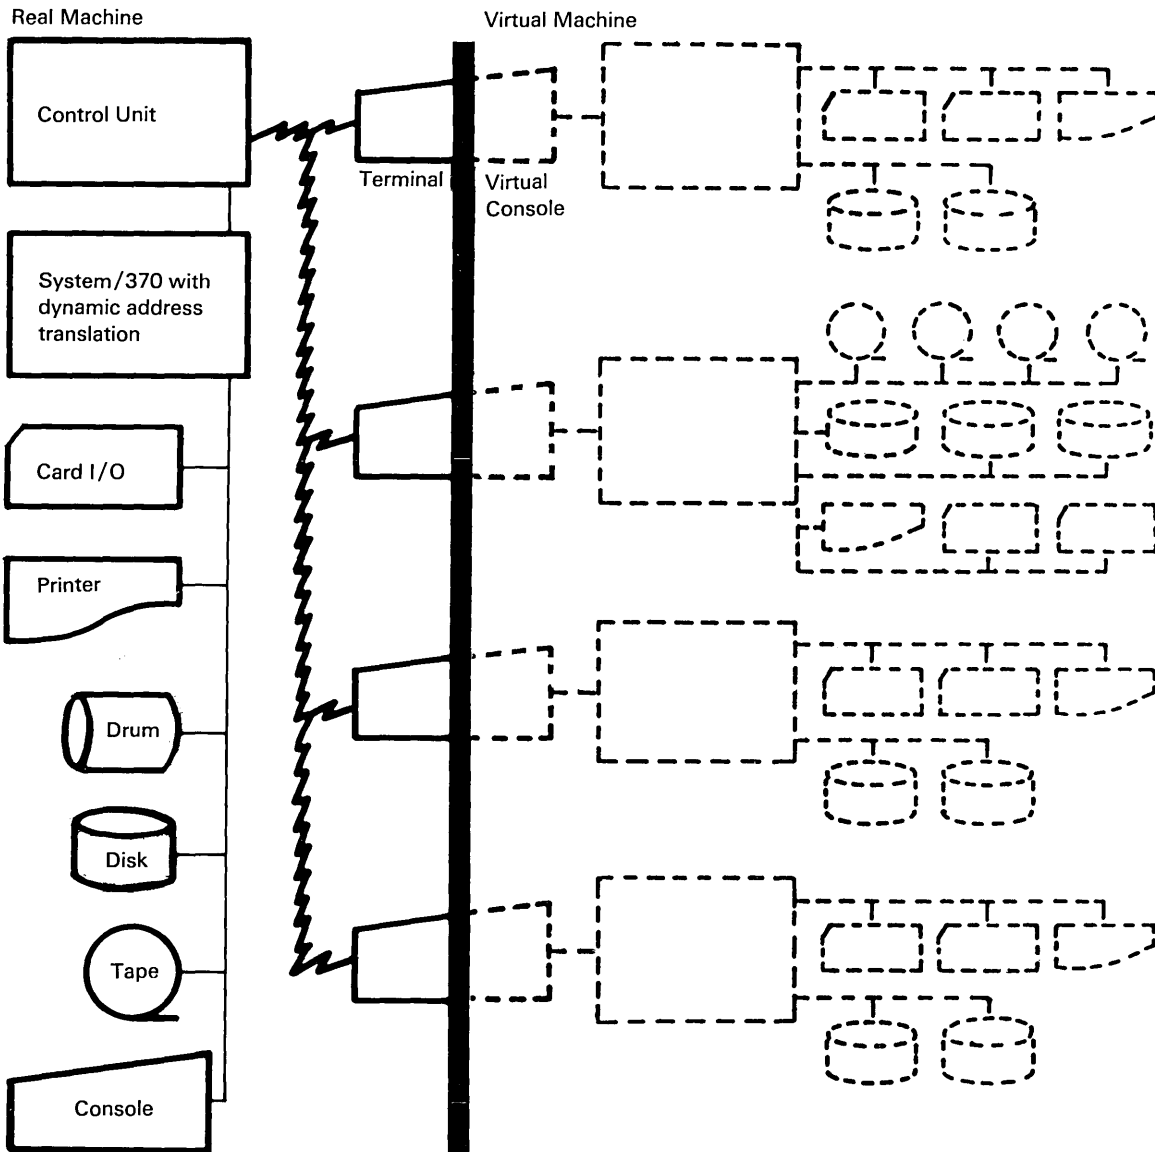 Real Machine
Virtual Machine
Control Unit
Terminal
Virtual
Console
System/370 with
dynamic address
translation
Card I/O
Printer
Drum
Disk
Tape
Console